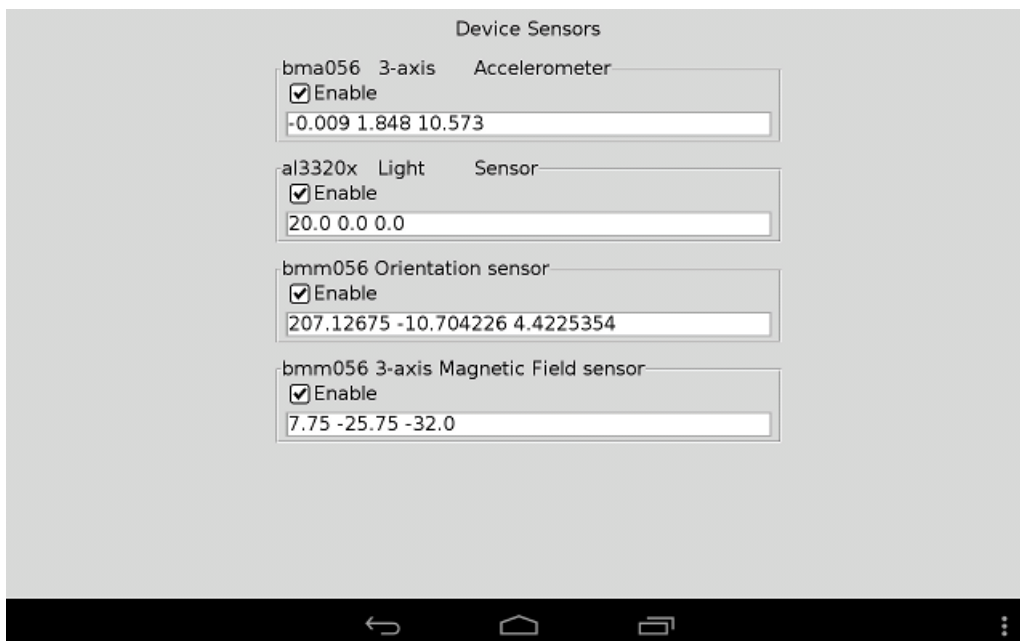 Device Sensors
bma056 3-axis Accelerometer
Enable
-0.009 1.848 10.573
al3320x Light Sensor
Enable
20.0 0.0 0.0
bmm056 Orientation sensor
Enable
207.12675 -10.704226 4.4225354
bmm056 3-axis Magnetic Field sensor
Enable
7.75 -25.75 -32.0